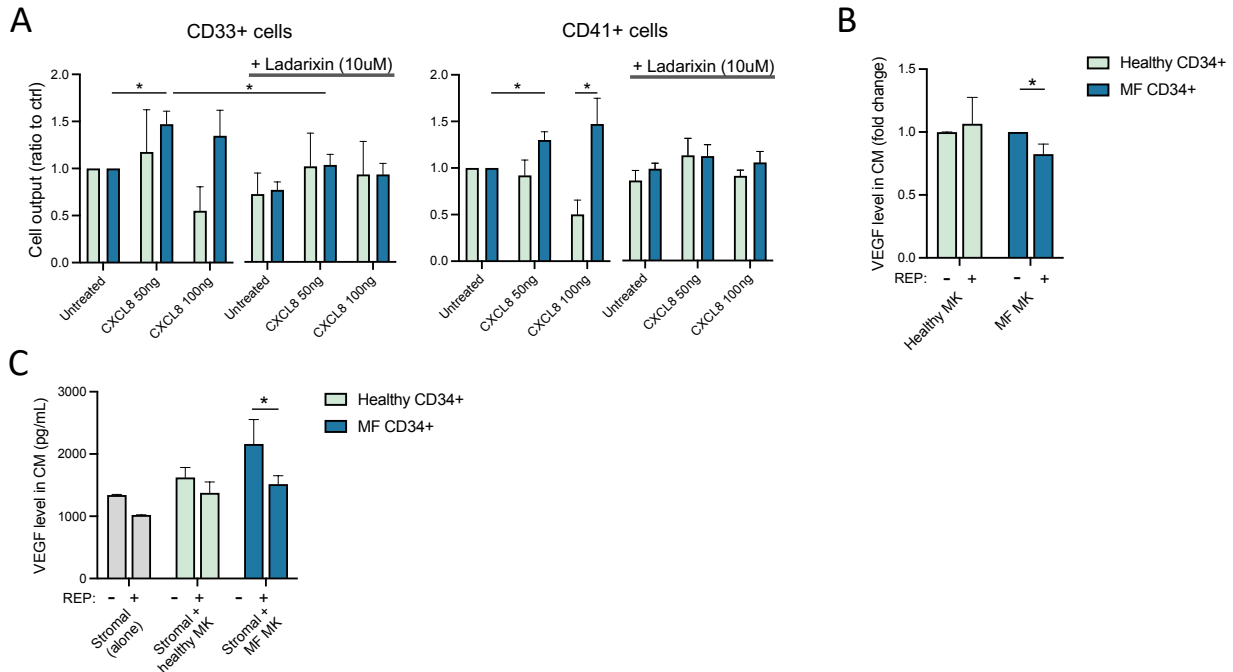 A
CD33+ cells
CD41+ cells
+ Ladarixin (10uM)
+ Ladarixin (10uM)
Cell output (ratio to ctrl)
2.0
1.5
1.0
0.5
0.0
* *
Untreated
CXCL8 50ng
CXCL8 100ng
Untreated
CXCL8 50ng
CXCL8 100ng
2.0
1.5
1.0
0.5
0.0
* *
Untreated
CXCL8 50ng
CXCL8 100ng
Untreated
CXCL8 50ng
CXCL8 100ng
B
VEGF level in CM (fold change)
1.5
1.0
0.5
0.0
*
REP: - + - +
Healthy MK
MF MK
Healthy CD34+
MF CD34+
C
VEGF level in CM (pg/mL)
3000
2000
1000
0
*
REP: - + - + - +
Stromal
(alone)
Stromal +
healthy MK
Stromal +
MF MK
Healthy CD34+
MF CD34+